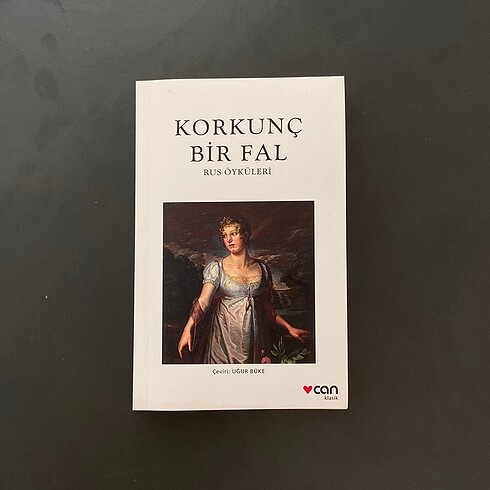 KORKUNÇ
BİR FAL
RUS ÖYKÜLERİ
Çeviri: UĞUR BÜKE
can
klasik